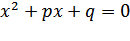 x² + px + q = 0